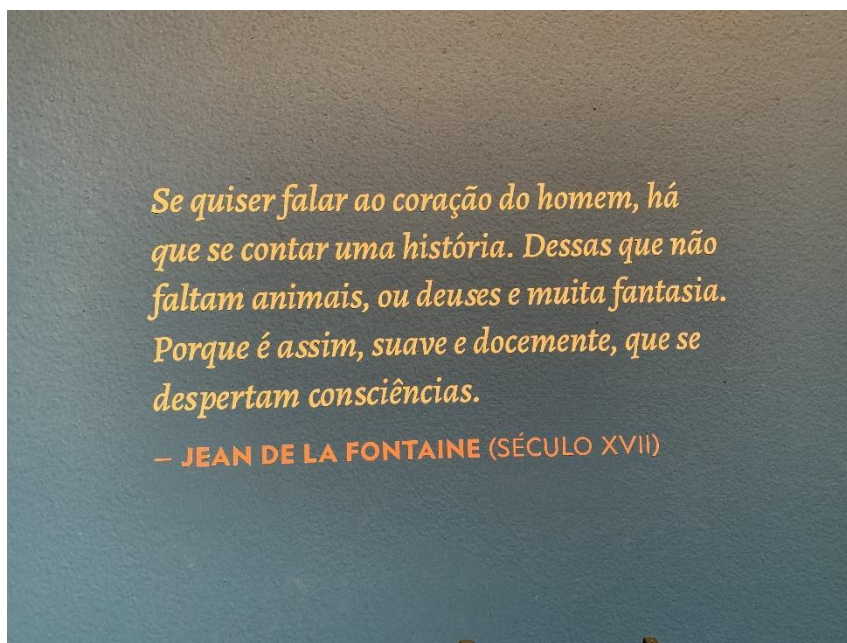 Se quiser falar ao coração do homem, há
que se contar uma história. Dessas que não
faltam animais, ou deuses e muita fantasia.
Porque é assim, suave e docemente, que se
despertam consciências.
— JEAN DE LA FONTAINE (SÉCULO XVII)